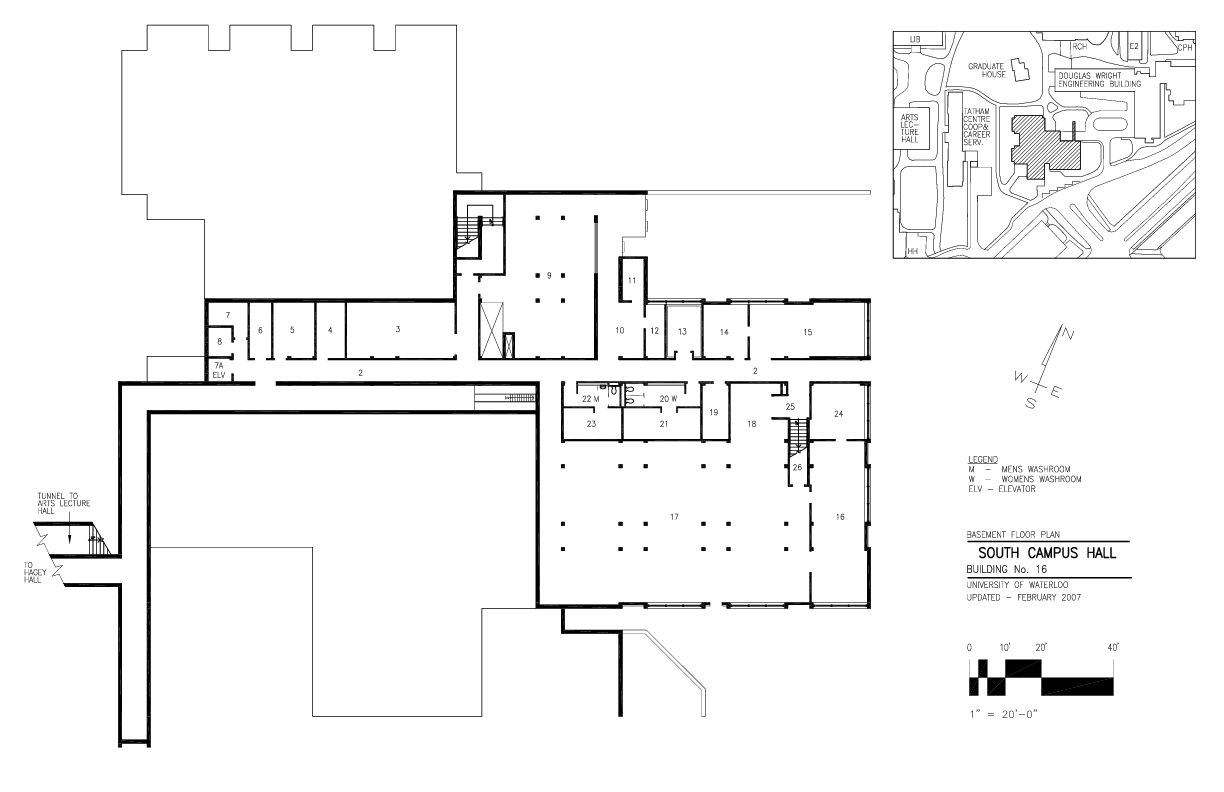 LIB
RCH
E2
CPH
GRADUATE
HOUSE
DOUGLAS WRIGHT
ENGINEERING BUILDING
ARTS
LEC-
TURE
HALL
TATHAM
CENTRE
COOP&
CAREER
SERV.
HH
9
11
7
6
5
4
3
10
12
13
14
15
8
7A
ELV
2
2
22 M
20 W
19
25
24
23
21
18
26
17
16
N
W
E
S
LEGEND
M – MENS WASHROOM
W – WOMENS WASHROOM
ELV – ELEVATOR
TUNNEL TO
ARTS LECTURE
HALL
TO
HAGEY
HALL
BASEMENT FLOOR PLAN
SOUTH CAMPUS HALL
BUILDING No. 16
UNIVERSITY OF WATERLOO
UPDATED – FEBRUARY 2007
0 10' 20' 40'
1" = 20'-0"